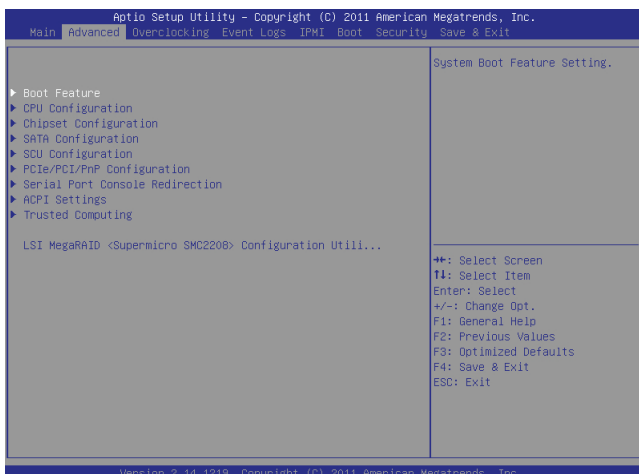 Aptio Setup Utility - Copyright (C) 2011 American Megatrends, Inc.
Main Advanced Overclocking Event Logs IPMI Boot Security Save & Exit
System Boot Feature Setting.
▶ Boot Feature
▶ CPU Configuration
▶ Chipset Configuration
▶ SATA Configuration
▶ SCU Configuration
▶ PCIe/PCI/PnP Configuration
▶ Serial Port Console Redirection
▶ ACPI Settings
▶ Trusted Computing
LSI MegaRAID <Supermicro SMC2208> Configuration Utili...
→←: Select Screen
↑↓: Select Item
Enter: Select
+/-: Change Opt.
F1: General Help
F2: Previous Values
F3: Optimized Defaults
F4: Save & Exit
ESC: Exit
Version 2.14.1219. Copyright (C) 2011 American Megatrends, Inc.